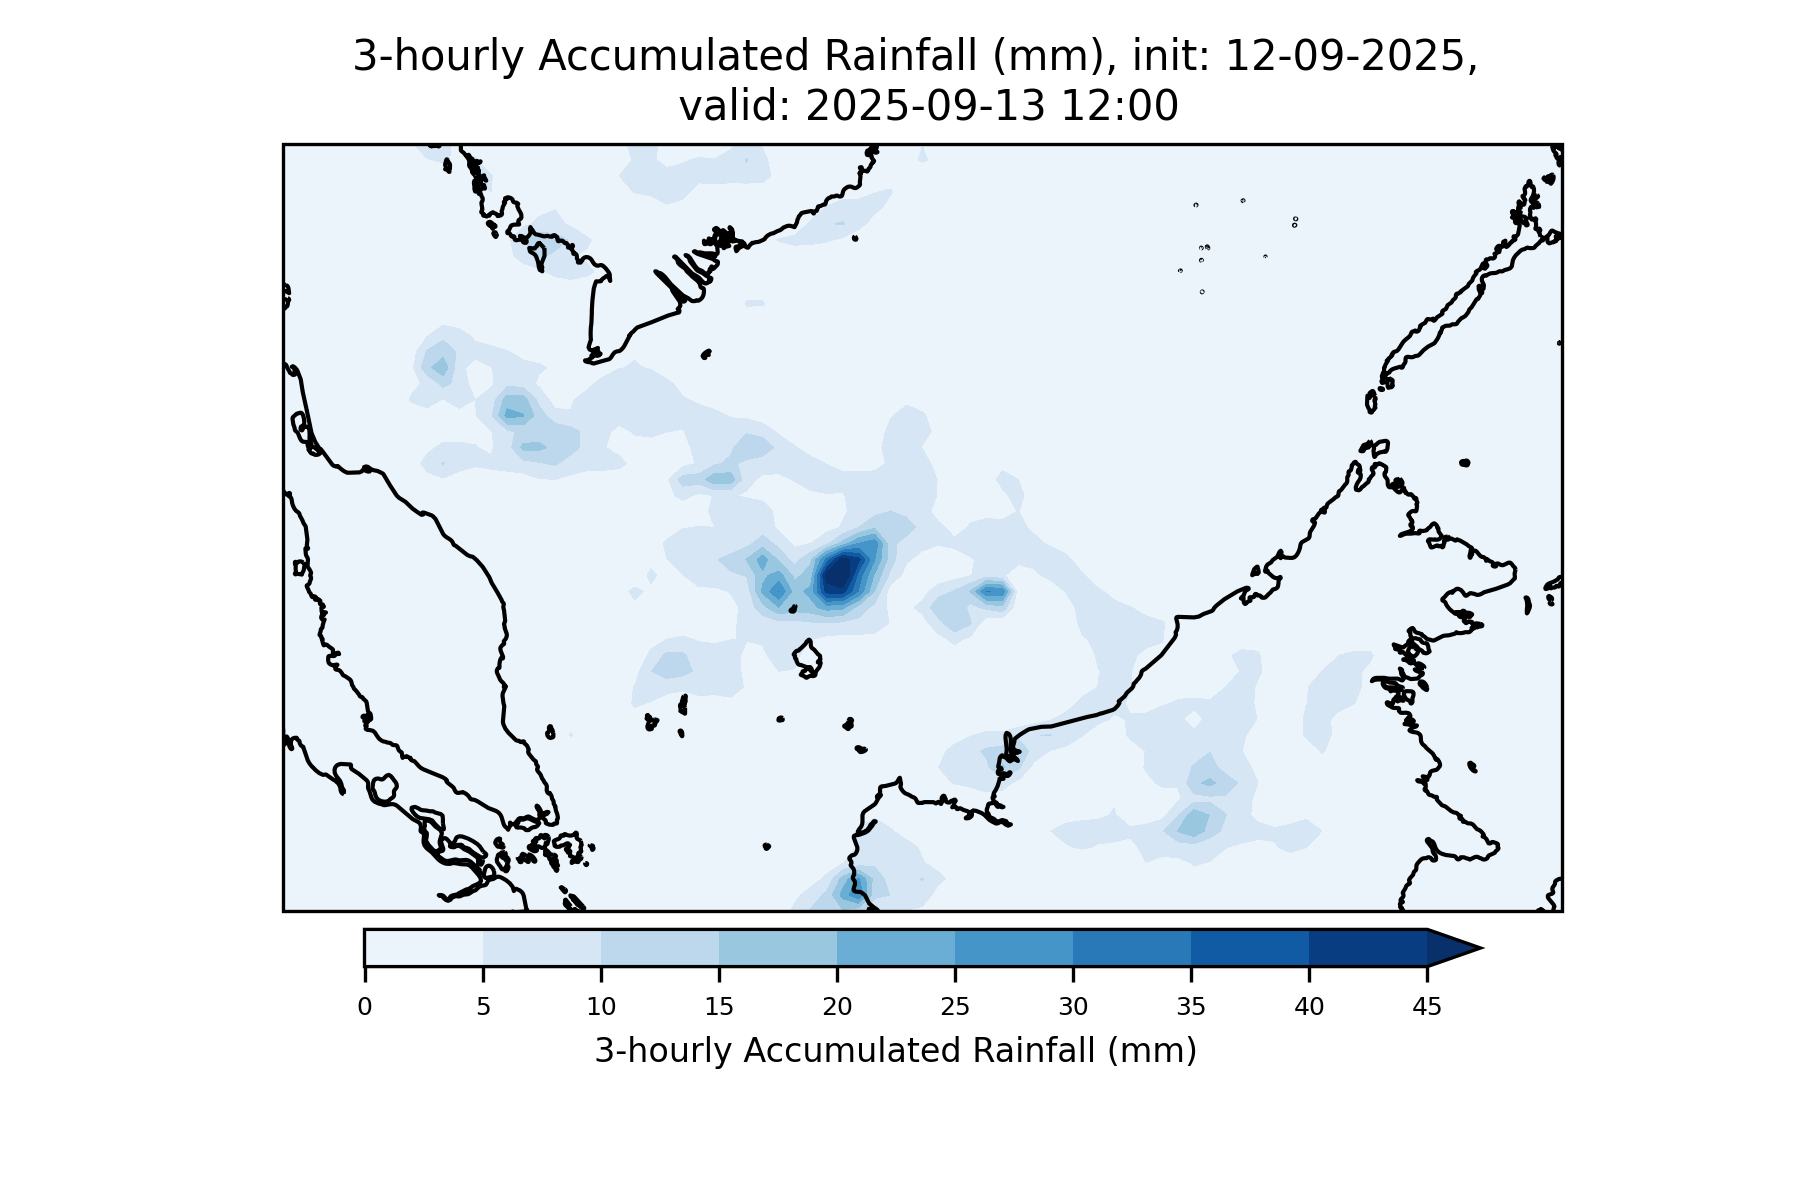 3-hourly Accumulated Rainfall (mm), init: 12-09-2025,
valid: 2025-09-13 12:00
0 5 10 15 20 25 30 35 40 45
3-hourly Accumulated Rainfall (mm)